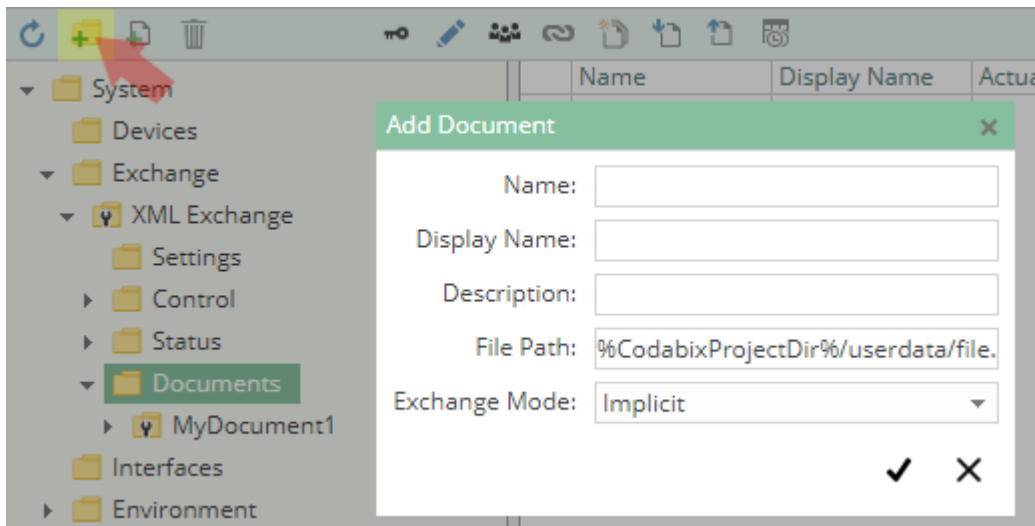 Name Display Name Actua
System
Devices
Exchange
XML Exchange
Settings
Control
Status
Documents
MyDocument1
Interfaces
Environment
Add Document
Name:
Display Name:
Description:
File Path: %CodabixProjectDir%/userdata/file.
Exchange Mode: Implicit